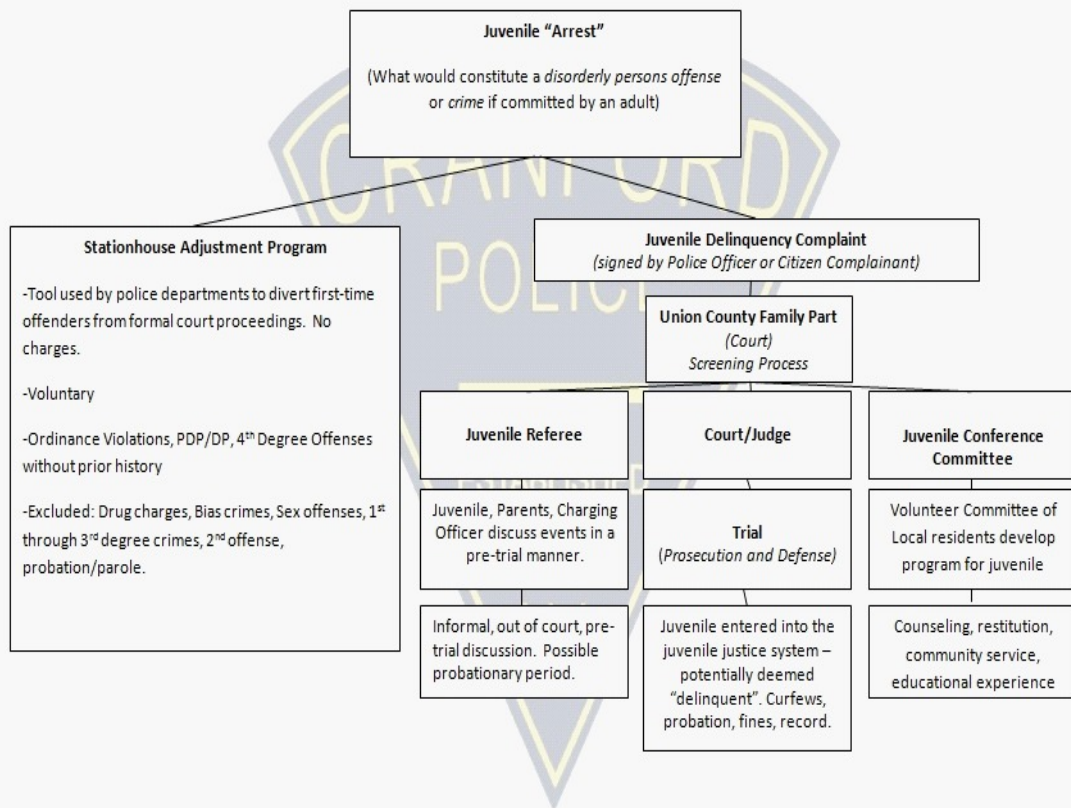 Juvenile “Arrest”
(What would constitute a disorderly persons offense
or crime if committed by an adult)
CRANFORD
POLICE
Stationhouse Adjustment Program
-Tool used by police departments to divert first-time
offenders from formal court proceedings. No
charges.
-Voluntary
-Ordinance Violations, PDP/DP, 4th Degree Offenses
without prior history
-Excluded: Drug charges, Bias crimes, Sex offenses, 1st
through 3rd degree crimes, 2nd offense,
probation/parole.
Juvenile Delinquency Complaint
(signed by Police Officer or Citizen Complainant)
Union County Family Part
(Court)
Screening Process
Juvenile Referee
Juvenile, Parents, Charging
Officer discuss events in a
pre-trial manner.
Informal, out of court, pre-
trial discussion. Possible
probationary period.
Court/Judge
Trial
(Prosecution and Defense)
Juvenile entered into the
juvenile justice system –
potentially deemed
“delinquent”. Curfews,
probation, fines, record.
Juvenile Conference
Committee
Volunteer Committee of
Local residents develop
program for juvenile
Counseling, restitution,
community service,
educational experience